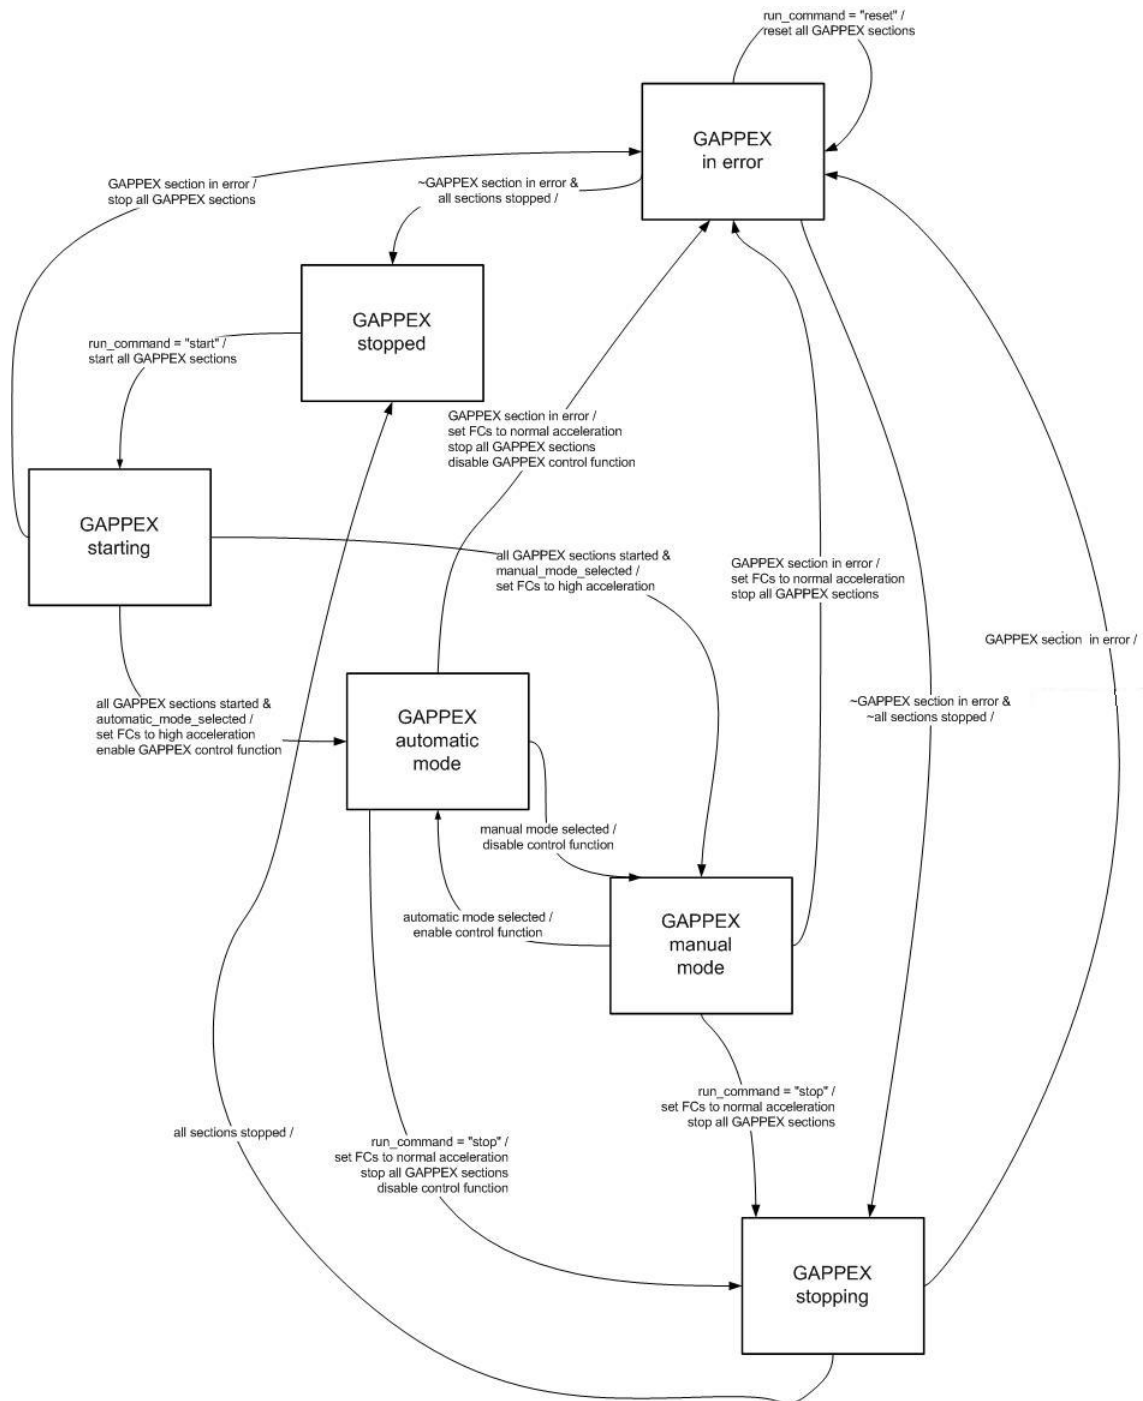 run_command = "reset" /
reset all GAPPEX sections
GAPPEX
in error
GAPPEX section in error /
stop all GAPPEX sections
~GAPPEX section in error &
all sections stopped /
GAPPEX
stopped
run_command = "start" /
start all GAPPEX sections
GAPPEX section in error /
set FCs to normal acceleration
stop all GAPPEX sections
disable GAPPEX control function
GAPPEX
starting
all GAPPEX sections started &
manual_mode_selected /
set FCs to high acceleration
GAPPEX section in error /
set FCs to normal acceleration
stop all GAPPEX sections
GAPPEX section in error /
all GAPPEX sections started &
automatic_mode_selected /
set FCs to high acceleration
enable GAPPEX control function
GAPPEX
automatic
mode
~GAPPEX section in error &
~all sections stopped /
manual mode selected /
disable control function
automatic mode selected /
enable control function
GAPPEX
manual
mode
run_command = "stop" /
set FCs to normal acceleration
stop all GAPPEX sections
all sections stopped /
run_command = "stop" /
set FCs to normal acceleration
stop all GAPPEX sections
disable control function
GAPPEX
stopping